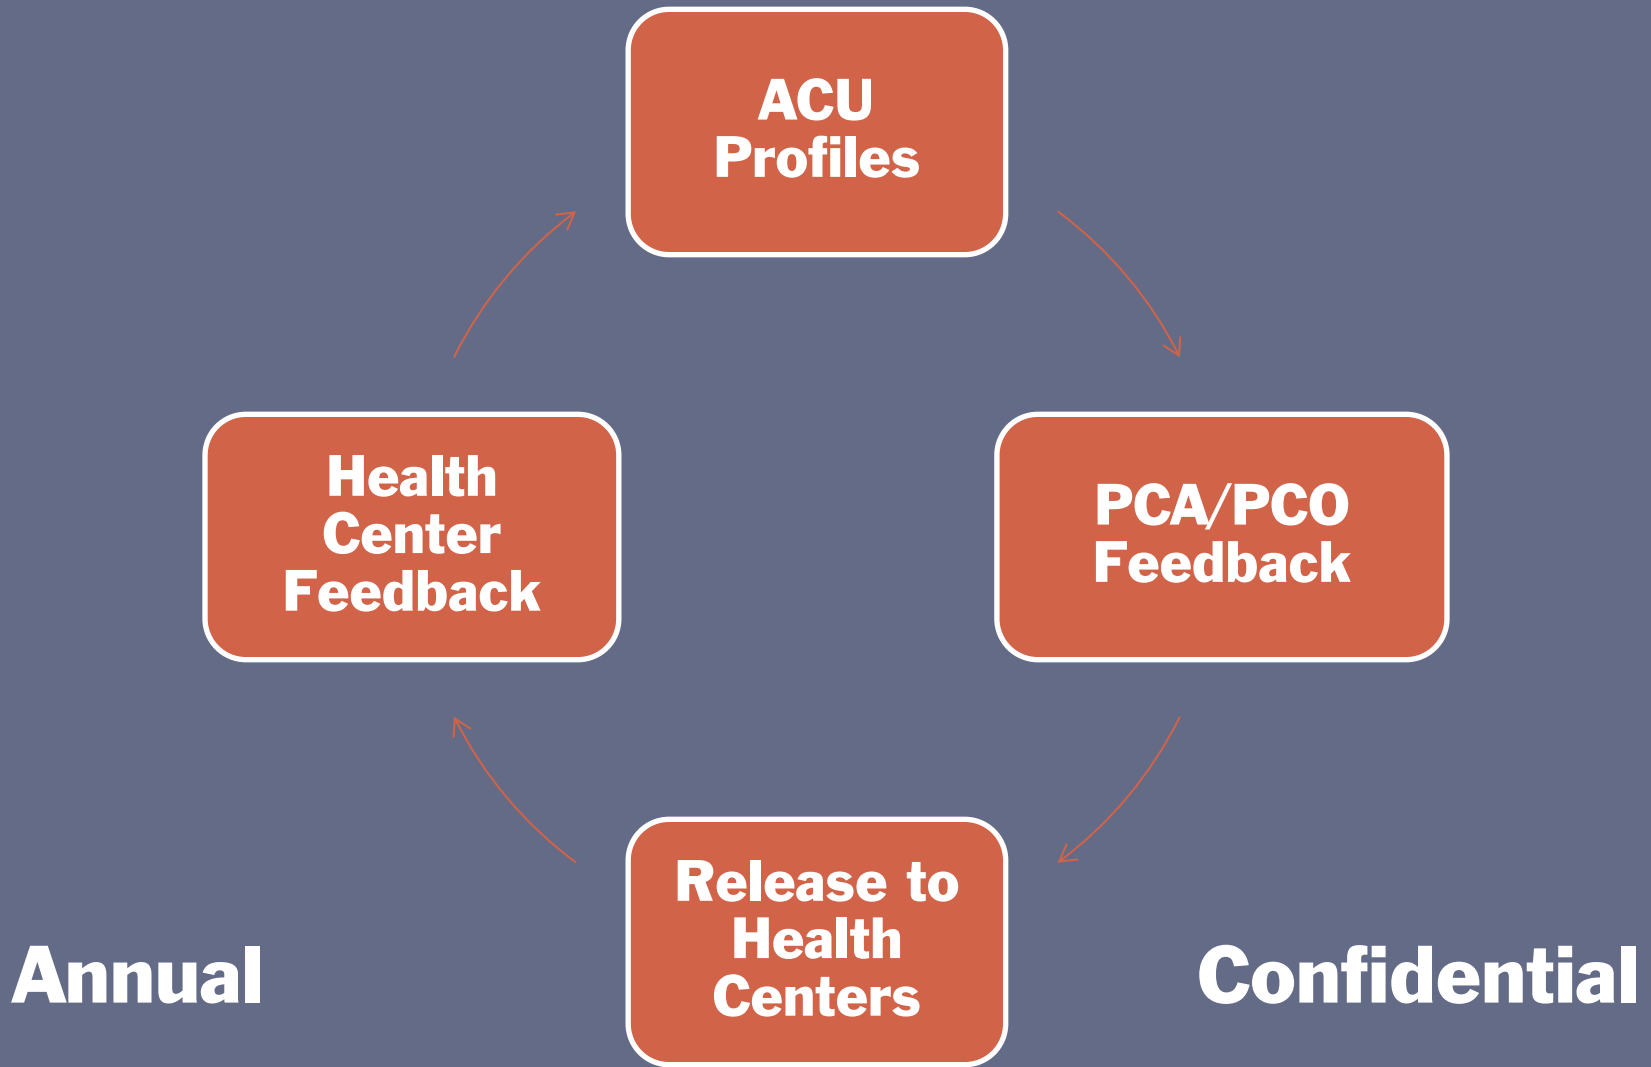 ACU
Profiles
Health
Center
Feedback
PCA/PCO
Feedback
Release to
Health
Centers
Annual
Confidential